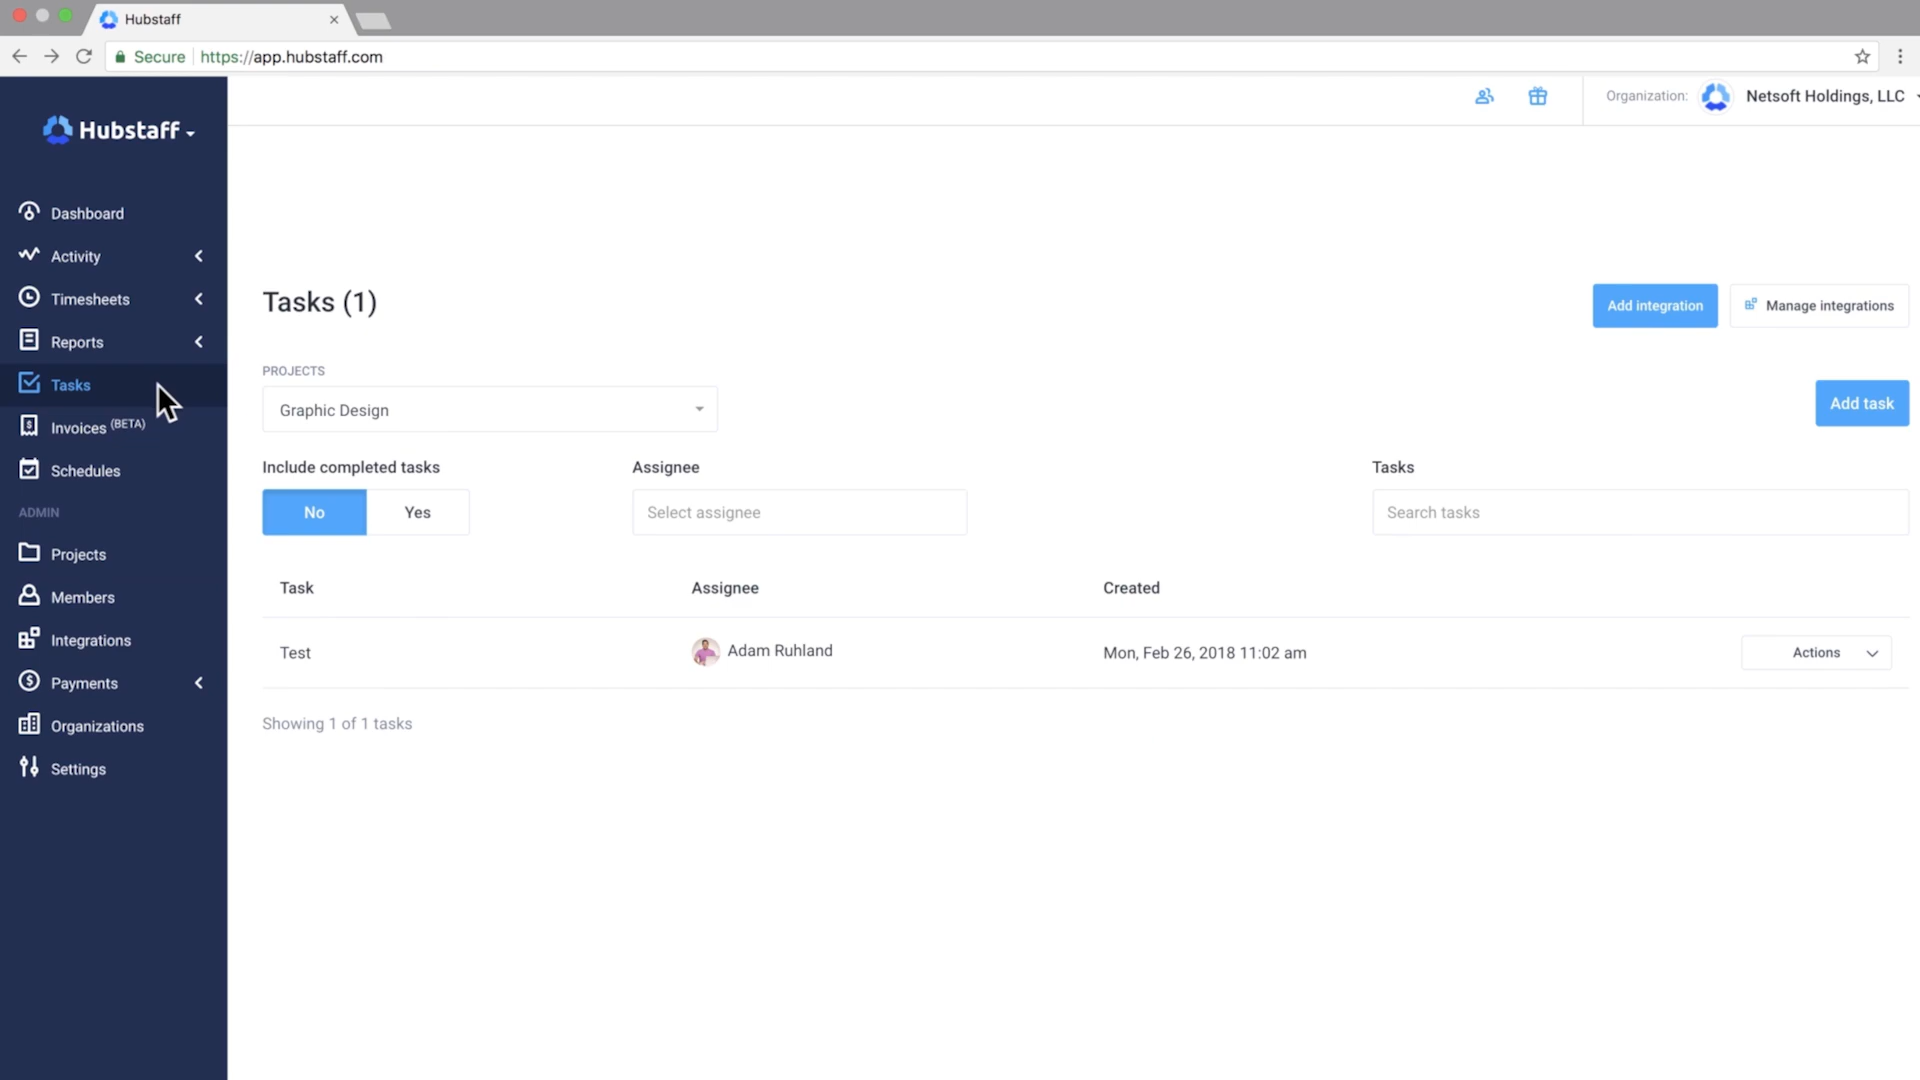 Hubstaff
Secure https://app.hubstaff.com
Organization: Netsoft Holdings, LLC
Hubstaff
Dashboard
Activity
Timesheets
Reports
Tasks
Invoices (BETA)
Schedules
ADMIN
Projects
Members
Integrations
Payments
Organizations
Settings
Tasks (1)
Add integration
Manage integrations
PROJECTS
Graphic Design
Add task
Include completed tasks
No Yes
Assignee
Select assignee
Tasks
Search tasks
Task Assignee Created
Test Adam Ruhland Mon, Feb 26, 2018 11:02 am Actions
Showing 1 of 1 tasks